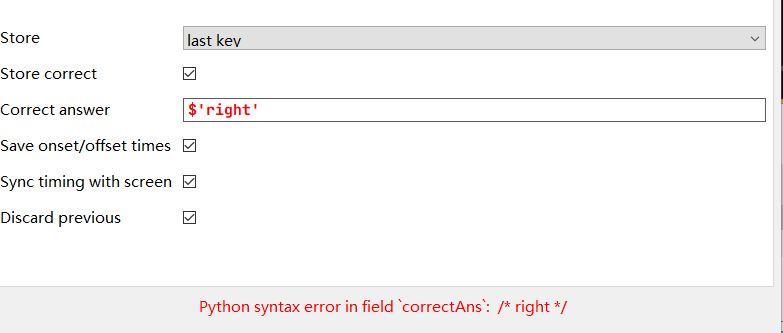 Store last key
Store correct
Correct answer $'right'
Save onset/offset times
Sync timing with screen
Discard previous
Python syntax error in field `correctAns`: /* right */